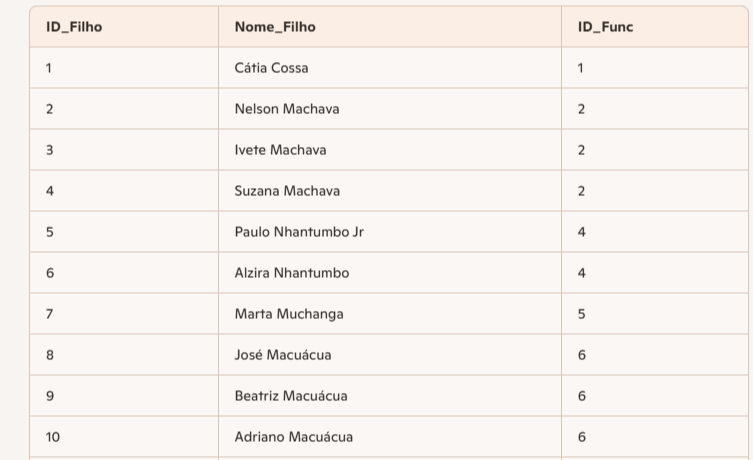 ID_Filho Nome_Filho ID_Func
1 Cátia Cossa 1
2 Nelson Machava 2
3 Ivete Machava 2
4 Suzana Machava 2
5 Paulo Nhantumbo Jr 4
6 Alzira Nhantumbo 4
7 Marta Muchanga 5
8 José Macuácua 6
9 Beatriz Macuácua 6
10 Adriano Macuácua 6